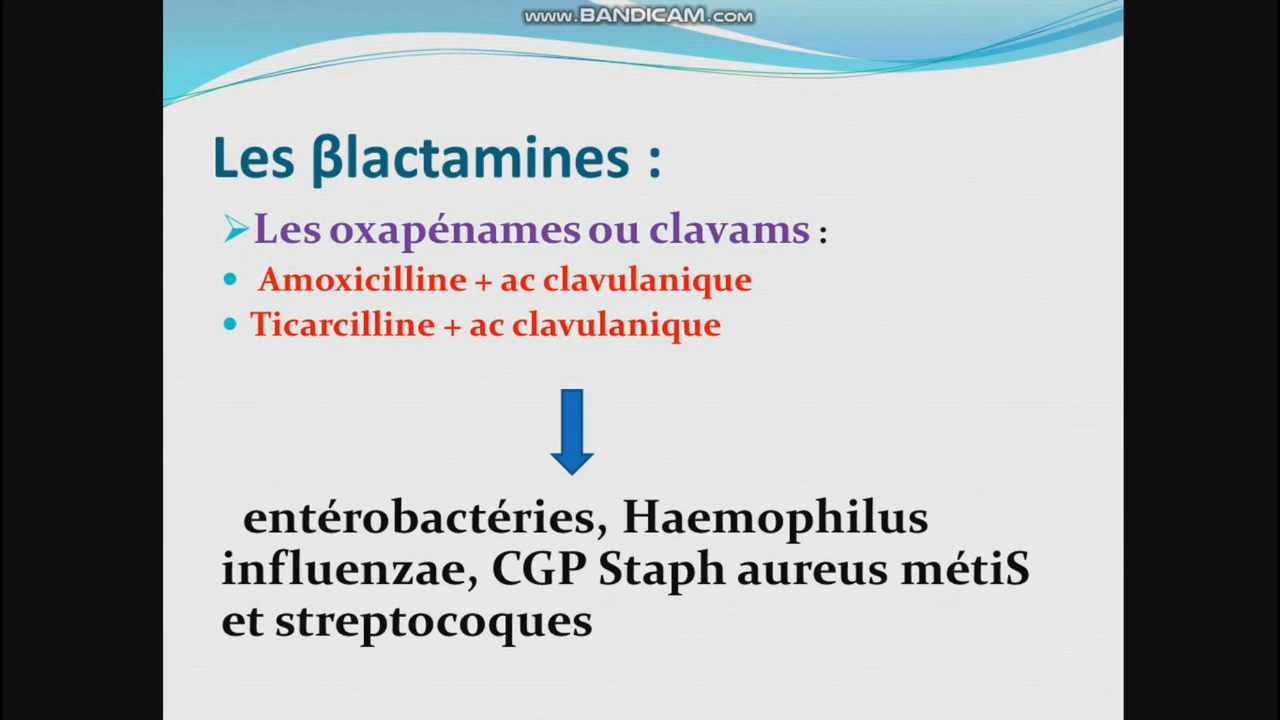 www.BANDICAM.com
Les βlactamines :
Les oxapénames ou clavams :
Amoxicilline + ac clavulanique
Ticarcilline + ac clavulanique
entérobactéries, Haemophilus
influenzae, CGP Staph aureus métiS
et streptocoques